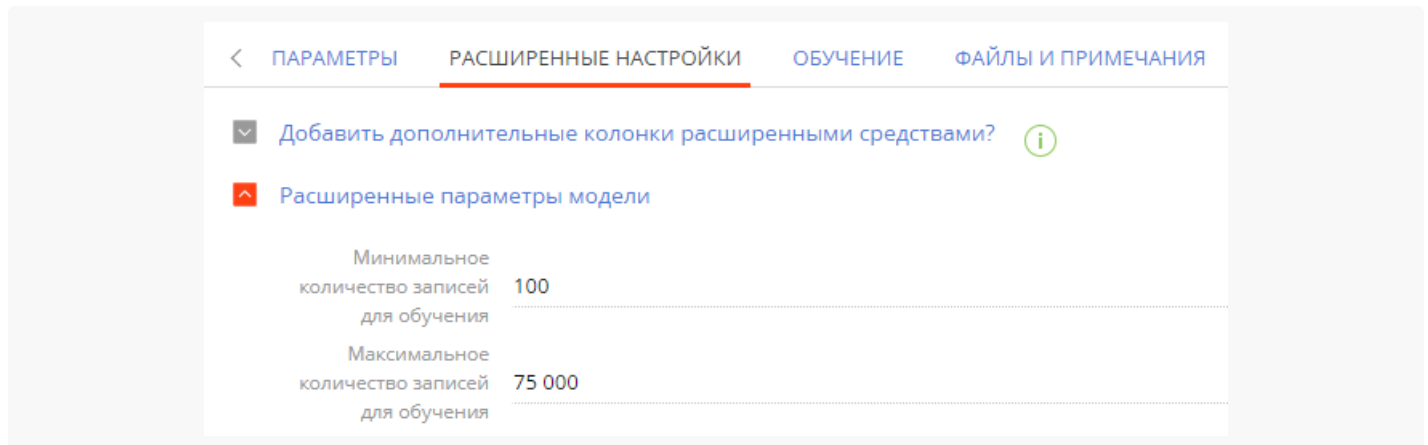 ПАРАМЕТРЫ РАСШИРЕННЫЕ НАСТРОЙКИ ОБУЧЕНИЕ ФАЙЛЫ И ПРИМЕЧАНИЯ
Добавить дополнительные колонки расширенными средствами?
Расширенные параметры модели
Минимальное
количество записей 100
для обучения
Максимальное
количество записей 75 000
для обучения